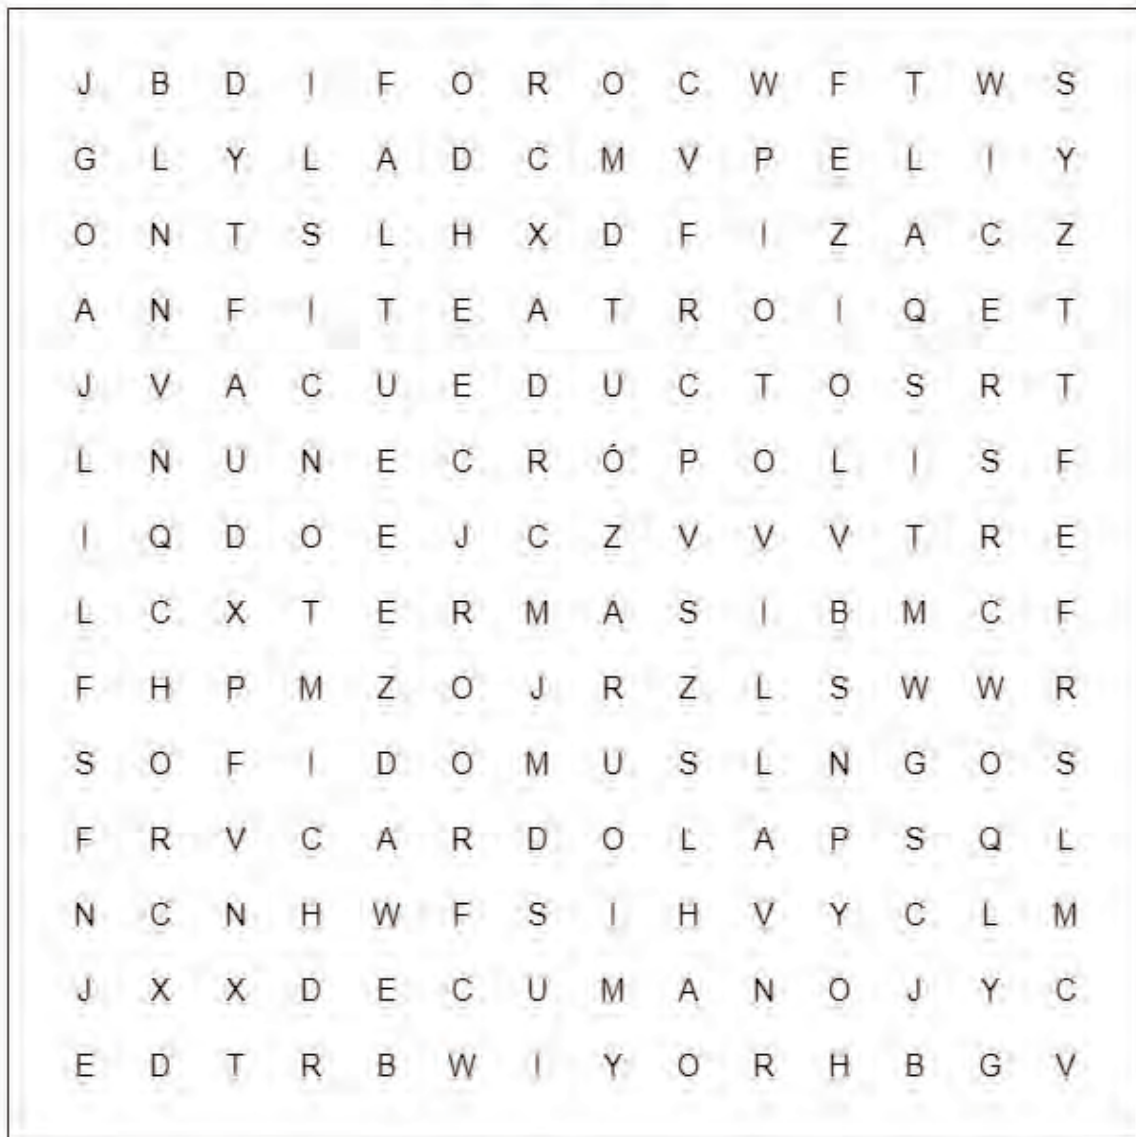 J B D I F O R O C W F T W S
G L Y L A D C M V P E L I Y
O N T S L H X D F I Z A C Z
A N F I T E A T R O I Q E T
J V A C U E D U C T O S R T
L N U N E C R Ó P O L I S F
I Q D O E J C Z V V V T R E
L C X T E R M A S I B M C F
F H P M Z O J R Z L S W W R
S O F I D O M U S L N G O S
F R V C A R D O L A P S Q L
N C N H W F S I H V Y C L M
J X X D E C U M A N O J Y C
E D T R B W I Y O R H B G V